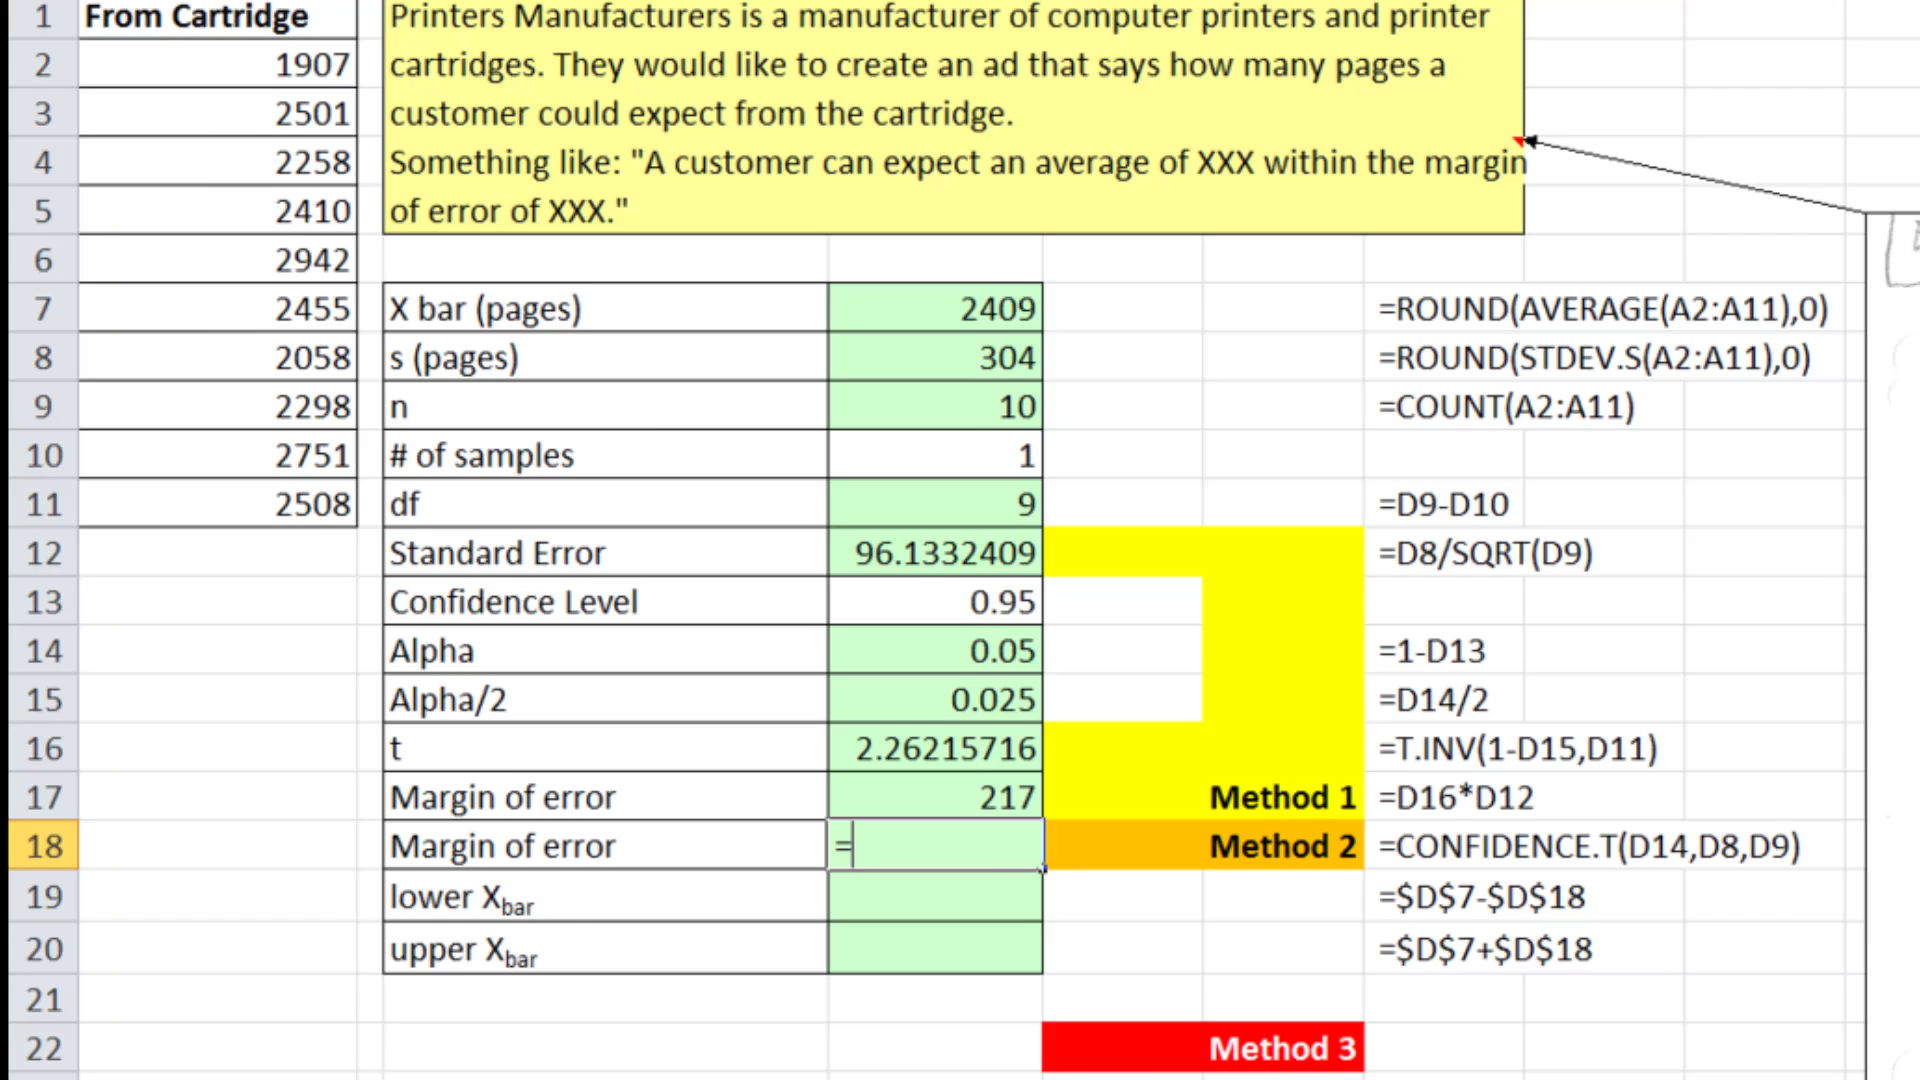 1 From Cartridge Printers Manufacturers is a manufacturer of computer printers and printer
2 1907 cartridges. They would like to create an ad that says how many pages a
3 2501 customer could expect from the cartridge.
4 2258 Something like: "A customer can expect an average of XXX within the margin
5 2410 of error of XXX."
6 2942
7 2455 X bar (pages) 2409 =ROUND(AVERAGE(A2:A11),0)
8 2058 s (pages) 304 =ROUND(STDEV.S(A2:A11),0)
9 2298 n 10 =COUNT(A2:A11)
10 2751 # of samples 1
11 2508 df 9 =D9-D10
12 Standard Error 96.1332409 =D8/SQRT(D9)
13 Confidence Level 0.95
14 Alpha 0.05 =1-D13
15 Alpha/2 0.025 =D14/2
16 t 2.26215716 =T.INV(1-D15,D11)
17 Margin of error 217 Method 1 =D16*D12
18 Margin of error = Method 2 =CONFIDENCE.T(D14,D8,D9)
19 lower Xbar =$D$7-$D$18
20 upper Xbar =$D$7+$D$18
21
22 Method 3